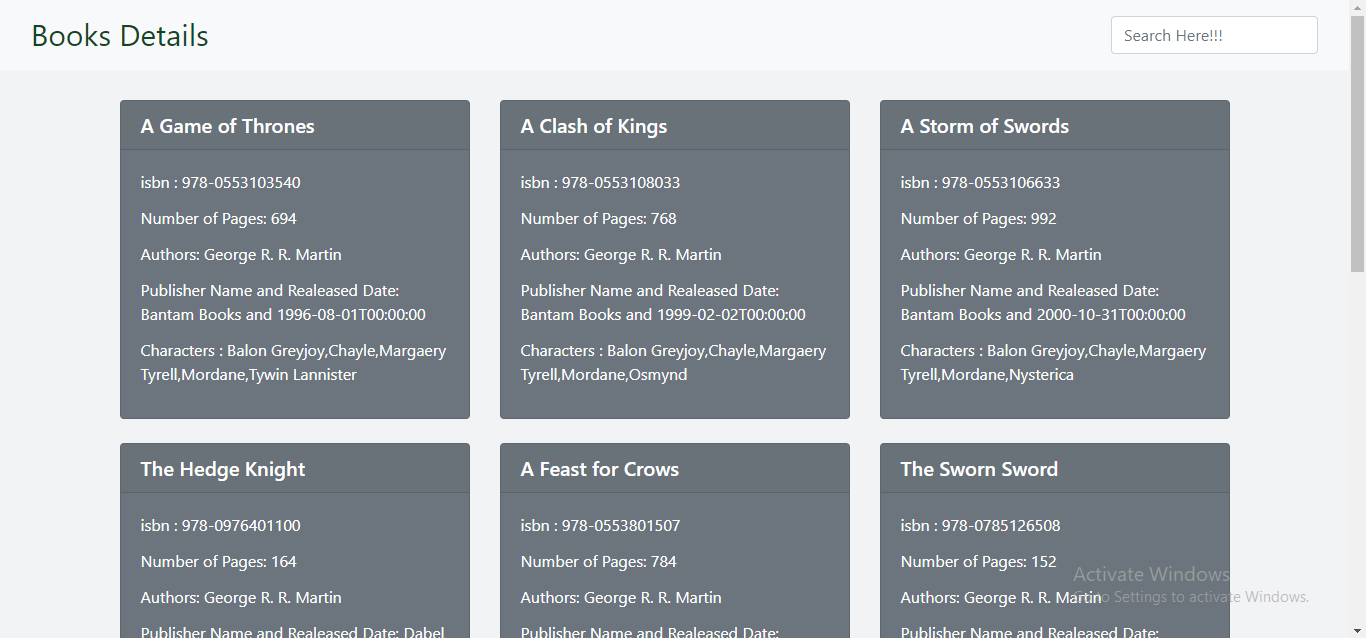 Books Details
Search Here!!!
A Game of Thrones
isbn : 978-0553103540
Number of Pages: 694
Authors: George R. R. Martin
Publisher Name and Realeased Date:
Bantam Books and 1996-08-01T00:00:00
Characters : Balon Greyjoy,Chayle,Margaery
Tyrell,Mordane,Tywin Lannister
A Clash of Kings
isbn : 978-0553108033
Number of Pages: 768
Authors: George R. R. Martin
Publisher Name and Realeased Date:
Bantam Books and 1999-02-02T00:00:00
Characters : Balon Greyjoy,Chayle,Margaery
Tyrell,Mordane,Osmynd
A Storm of Swords
isbn : 978-0553106633
Number of Pages: 992
Authors: George R. R. Martin
Publisher Name and Realeased Date:
Bantam Books and 2000-10-31T00:00:00
Characters : Balon Greyjoy,Chayle,Margaery
Tyrell,Mordane,Nysterica
The Hedge Knight
isbn : 978-0976401100
Number of Pages: 164
Authors: George R. R. Martin
Publisher Name and Realeased Date: Dabel
A Feast for Crows
isbn : 978-0553801507
Number of Pages: 784
Authors: George R. R. Martin
Publisher Name and Realeased Date:
The Sworn Sword
isbn : 978-0785126508
Number of Pages: 152
Authors: George R. R. Martin
Publisher Name and Realeased Date:
Activate Windows
Go to Settings to activate Windows.